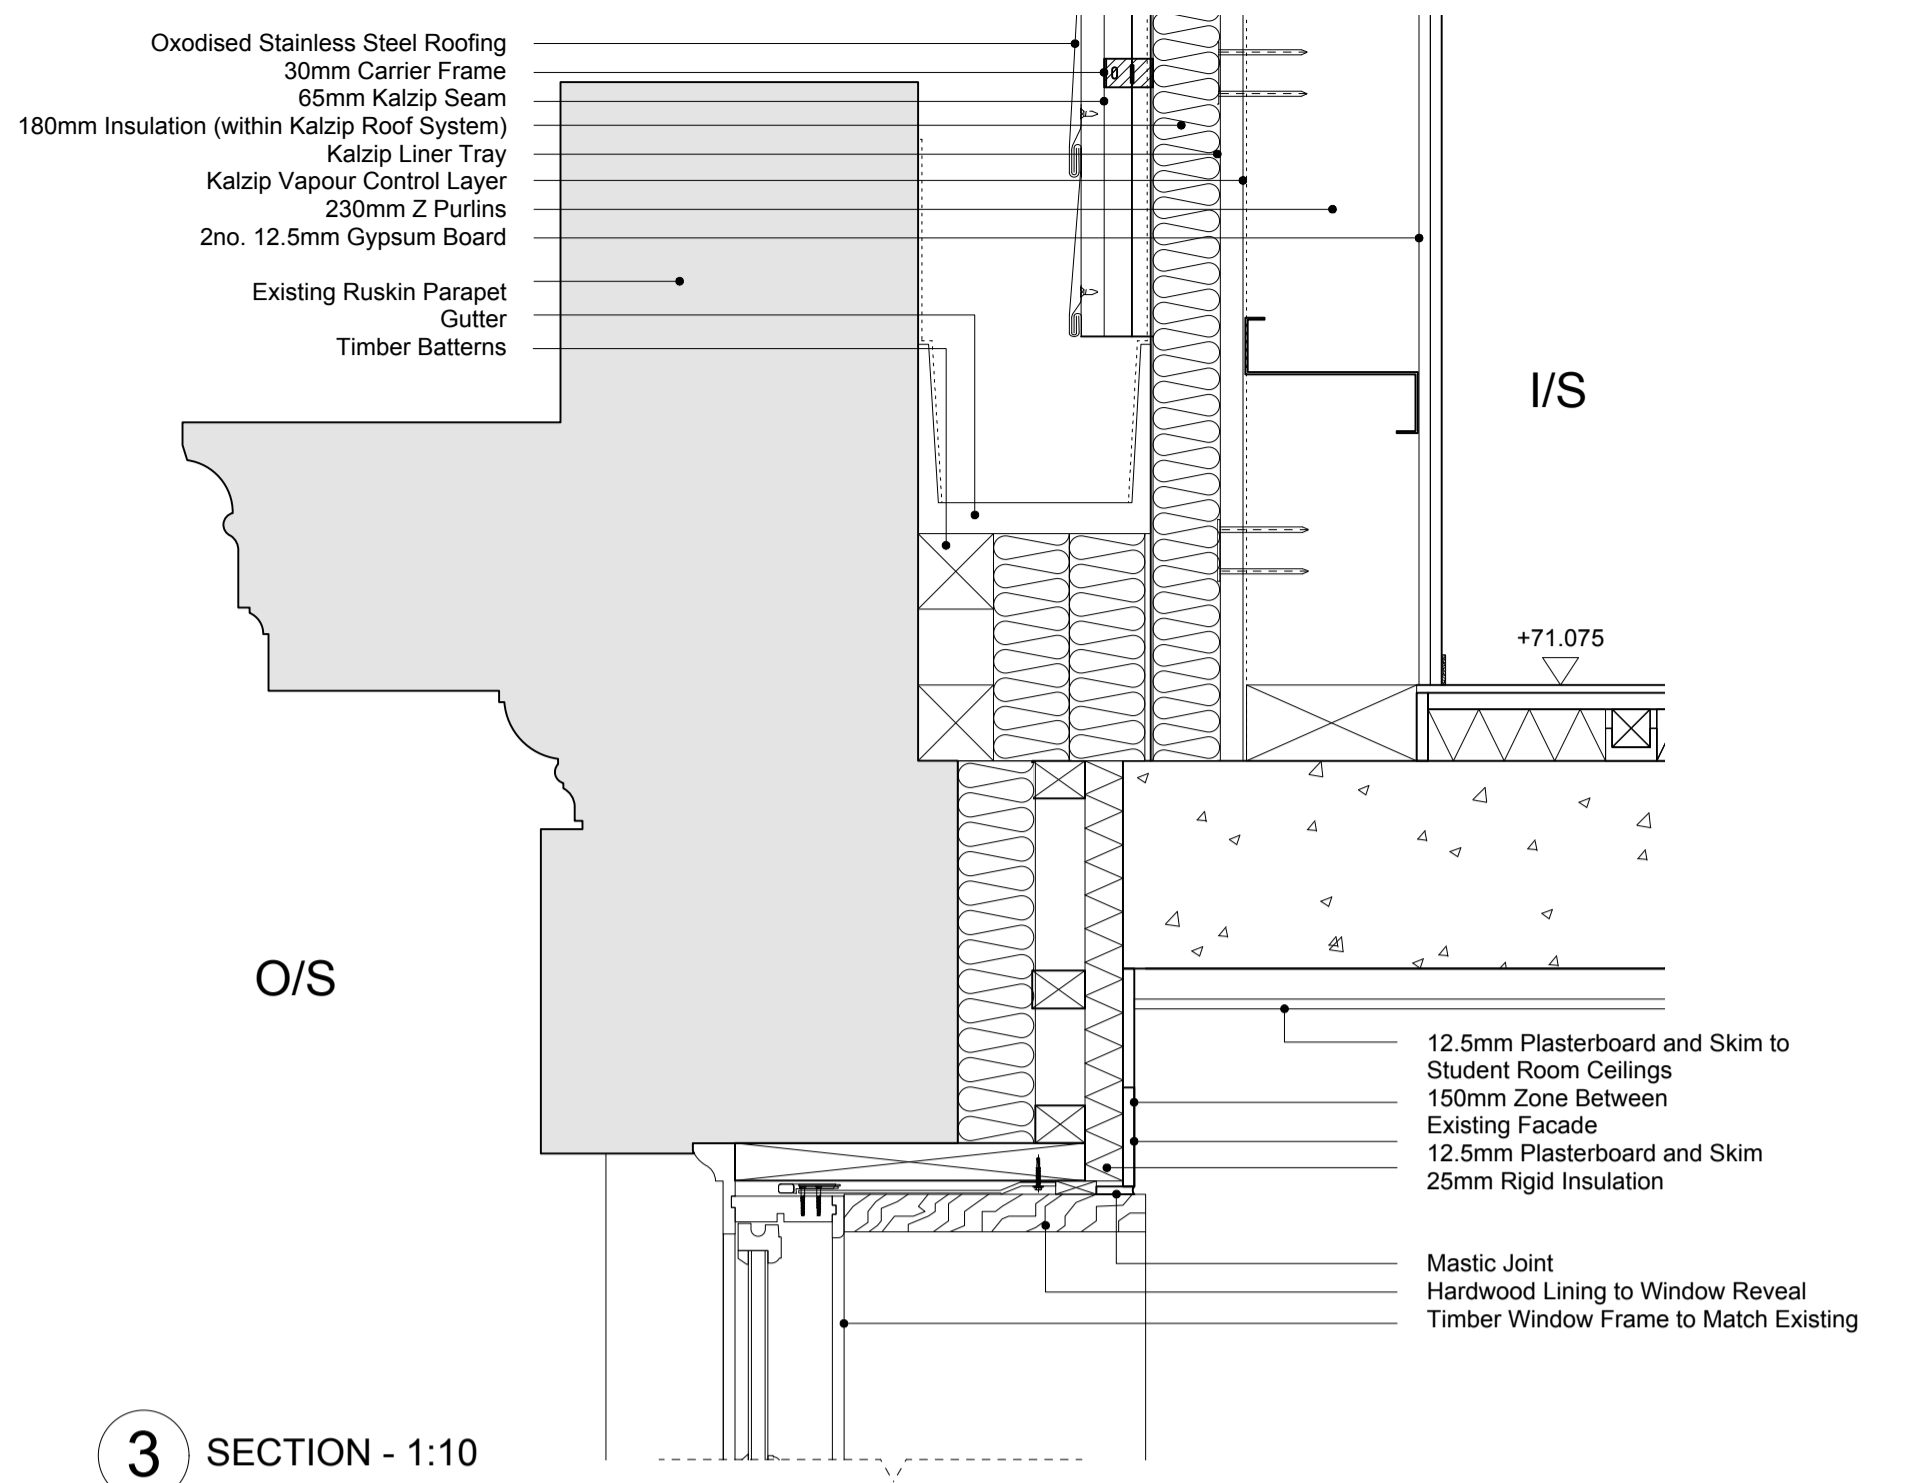 Oxodised Stainless Steel Roofing
30mm Carrier Frame
65mm Kalzip Seam
180mm Insulation (within Kalzip Roof System)
Kalzip Liner Tray
Kalzip Vapour Control Layer
230mm Z Purlins
2no. 12.5mm Gypsum Board
Existing Ruskin Parapet
Gutter
Timber Batterns
I/S
+71.075
O/S
12.5mm Plasterboard and Skim to
Student Room Ceilings
150mm Zone Between
Existing Facade
12.5mm Plasterboard and Skim
25mm Rigid Insulation
Mastic Joint
Hardwood Lining to Window Reveal
Timber Window Frame to Match Existing
3 SECTION - 1:10